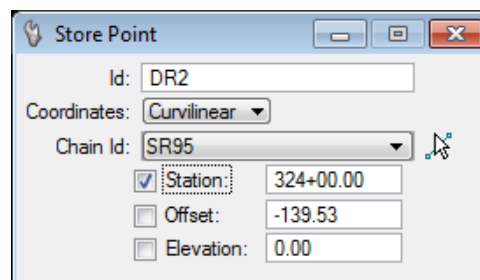 Store Point
Id: DR2
Coordinates: Curvilinear
Chain Id: SR95
Station: 324+00.00
Offset: -139.53
Elevation: 0.00